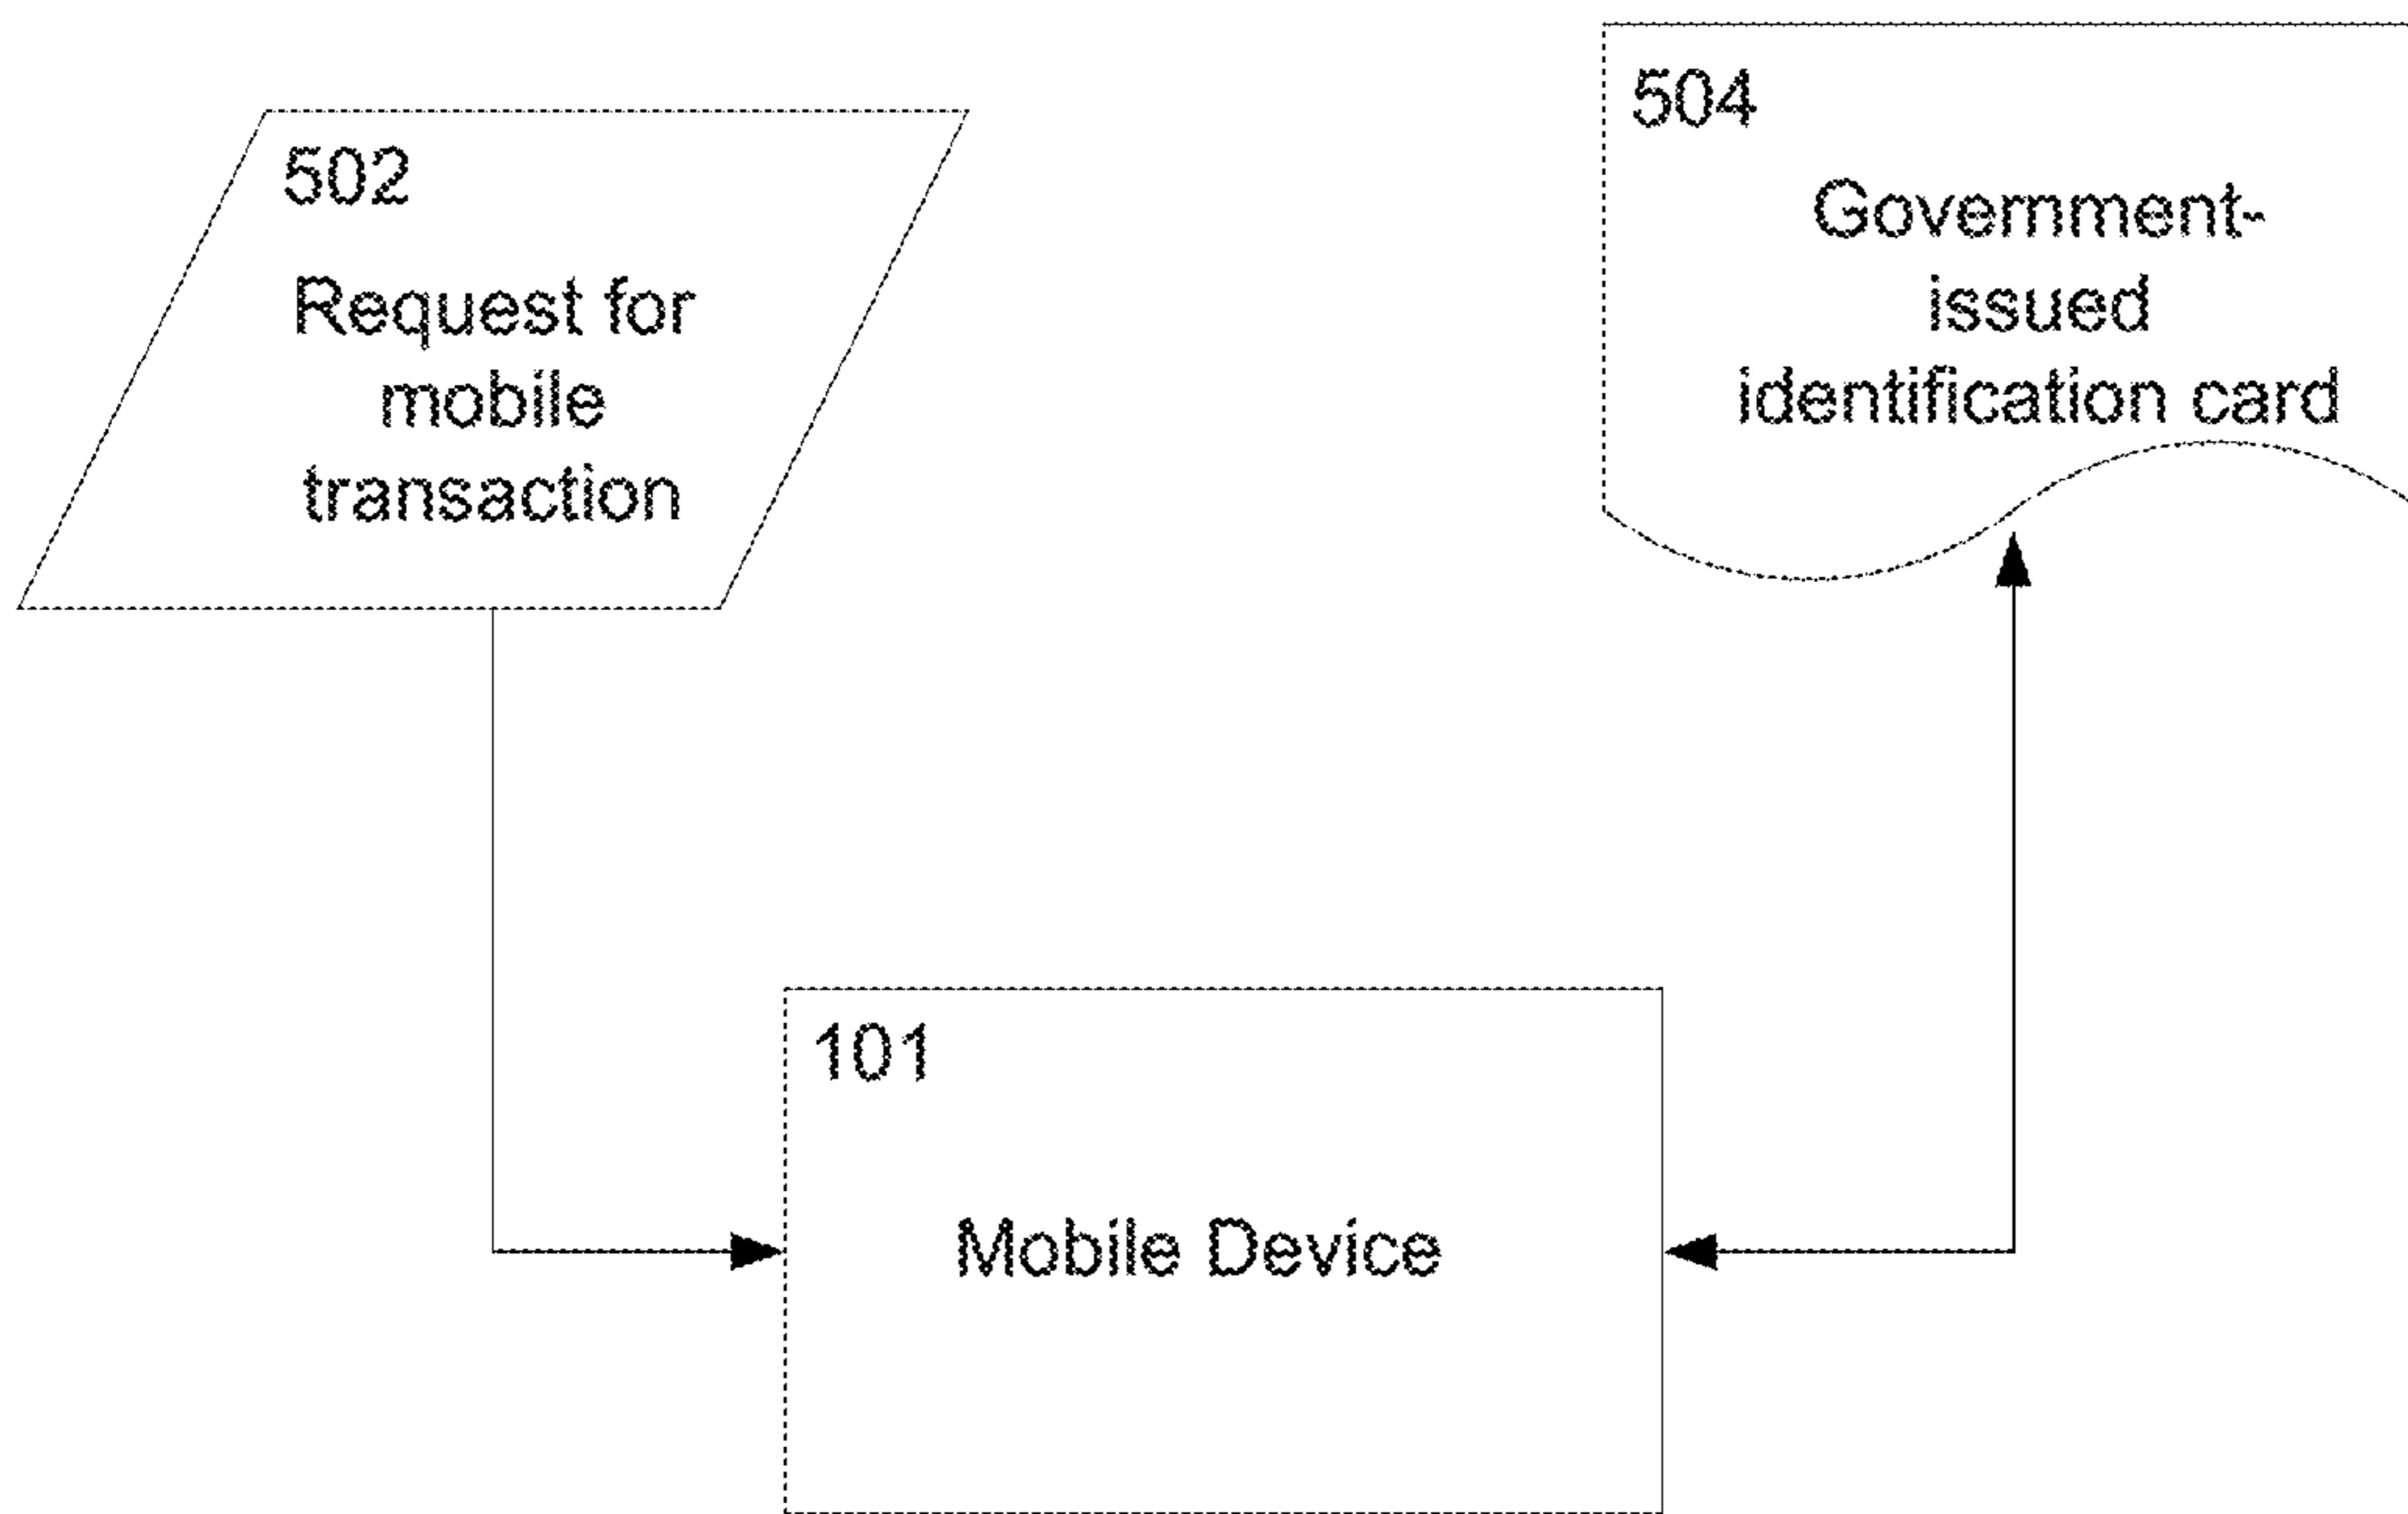 502
Request for
mobile
transaction
504
Government-
issued
identification card
101
Mobile Device